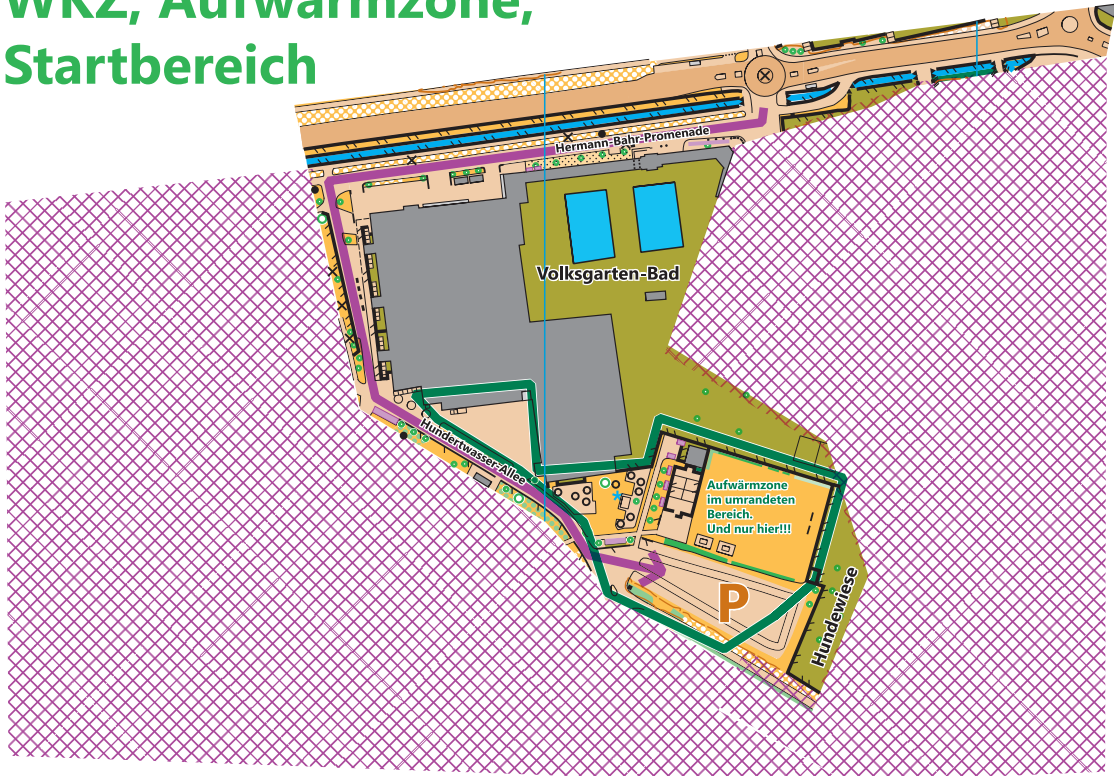 WKZ, Aufwärmzone,
Startbereich
Hermann-Bahr-Promenade
Volksgarten-Bad
Hundertwasser-Allee
Aufwärmzone
im umrandeten
Bereich.
Und nur hier!!!
P
Hundewiese